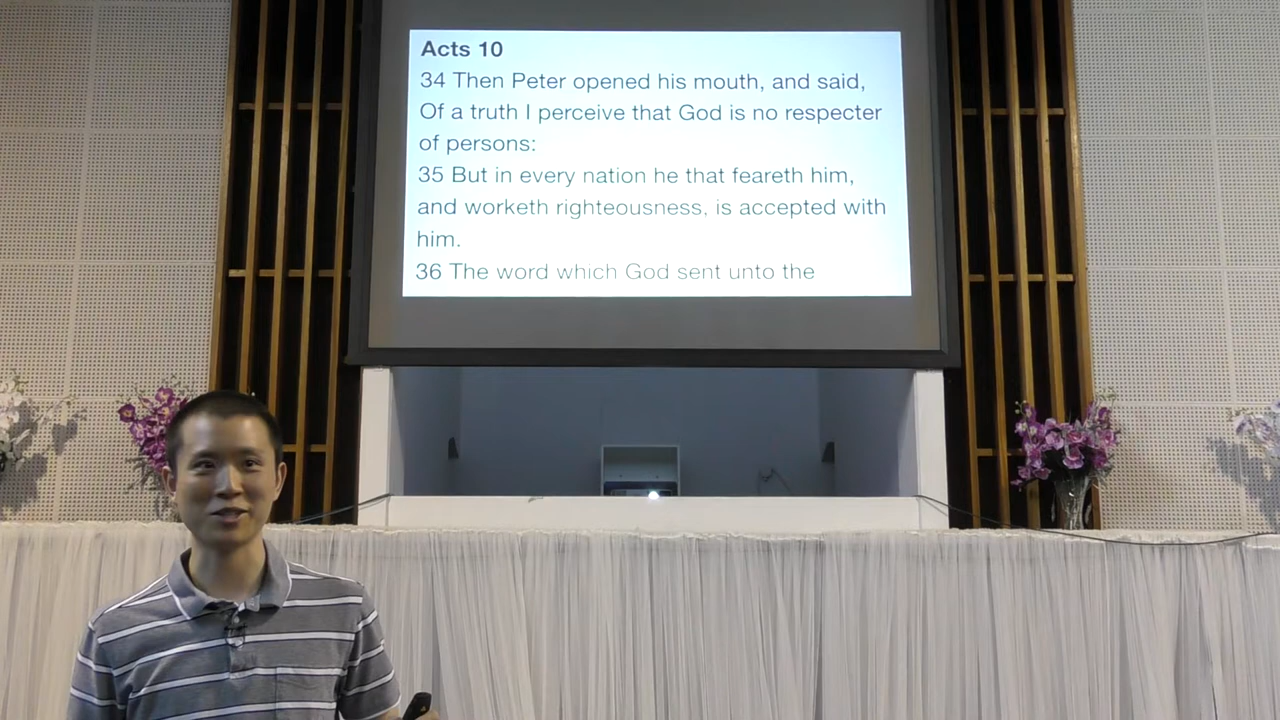 Acts 10
34 Then Peter opened his mouth, and said,
Of a truth I perceive that God is no respecter
of persons:
35 But in every nation he that feareth him,
and worketh righteousness, is accepted with
him.
36 The word which God sent unto the